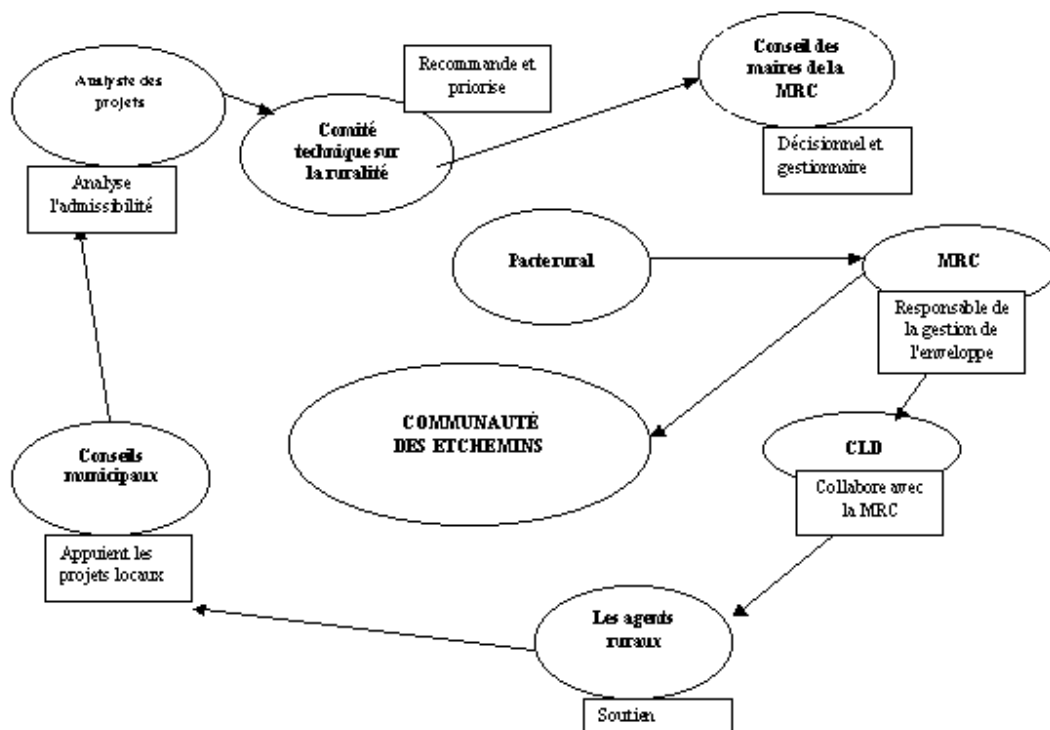 Analyste des
projets
Analyse
l'admissibilité
Recommande et
priorise
Comité
technique sur
la ruralité
Conseil des
maires de la
MRC
Décisionnel et
gestionnaire
Pacte rural
MRC
Responsable de
la gestion de
l'enveloppe
COMMUNAUTÉ
DES ETCHEMINS
CLD
Collabore avec
la MRC
Conseils
municipaux
Appuient les
projets locaux
Les agents
ruraux
Soutien